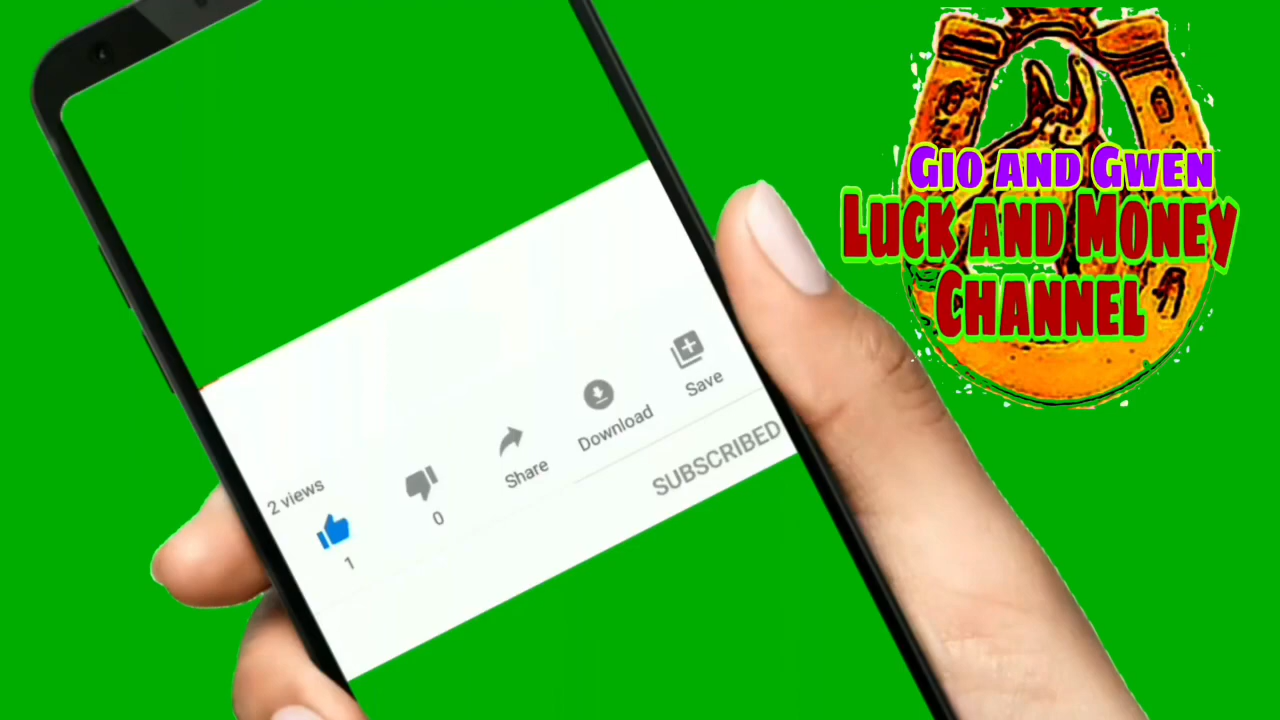 Gio and Gwen
Luck and Money
Channel
2 views
1
0
Share
Download
Save
SUBSCRIBED